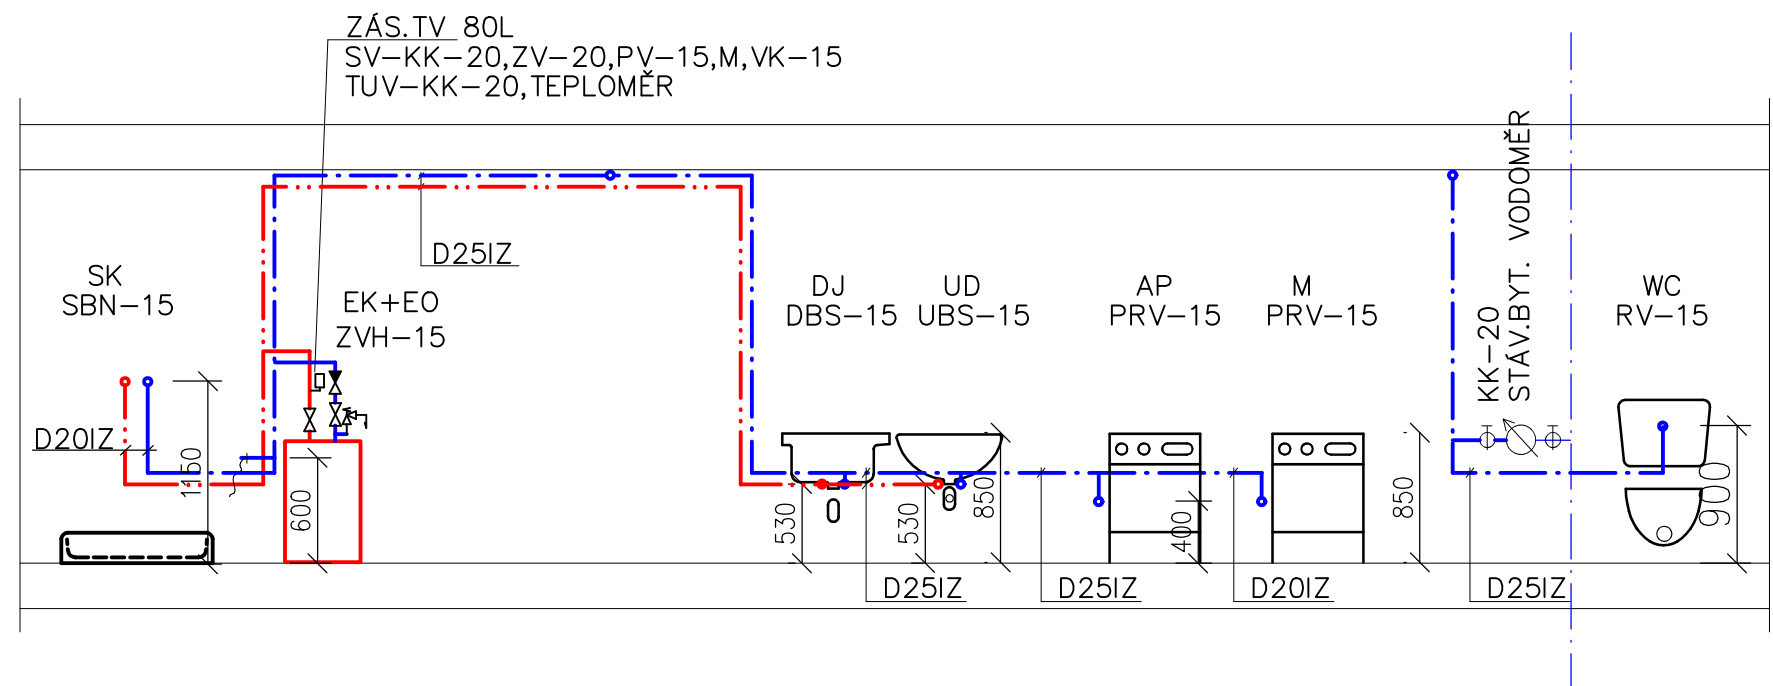 ZÁS.TV 80L
SV-KK-20,ZV-20,PV-15,M,VK-15
TUV-KK-20,TEPLOMĚR
D25IZ
SK
SBN-15
EK+EO
ZVH-15
DJ
DBS-15
UD
UBS-15
AP
PRV-15
M
PRV-15
KK-20
STÁV.BYT. VODOMĚR
WC
RV-15
D20IZ
1150
600
530
530
850
400
850
900
D25IZ
D25IZ
D20IZ
D25IZ